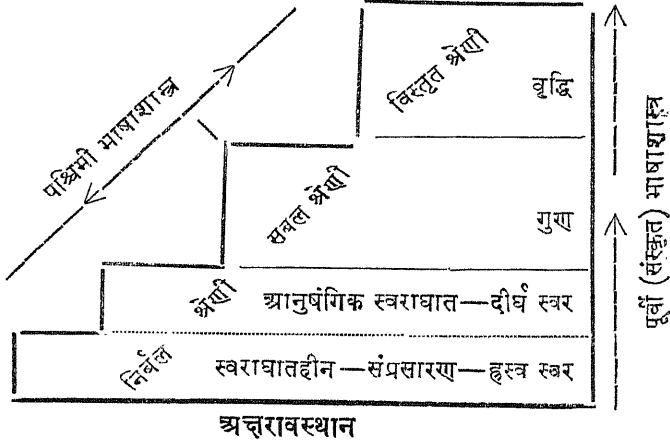 पश्चिमी भाषाशास्त्र
विस्तृत श्रेणी
वृद्धि
सबल श्रेणी
गुण
निर्बल श्रेणी
आनुषंगिक स्वराघात—दीर्घ स्वर
स्वराघातहीन—संप्रसारण—ह्रस्व स्वर
पूर्वी (संस्कृत) भाषाशास्त्र
अक्षरावस्थान